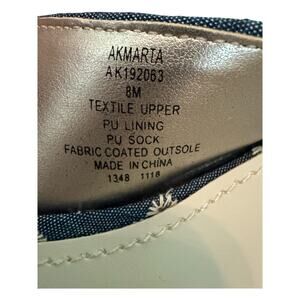 AKMARTA
AK192063
8M
TEXTILE UPPER
PU LINING
PU SOCK
FABRIC COATED OUTSOLE
MADE IN CHINA
1348 1118